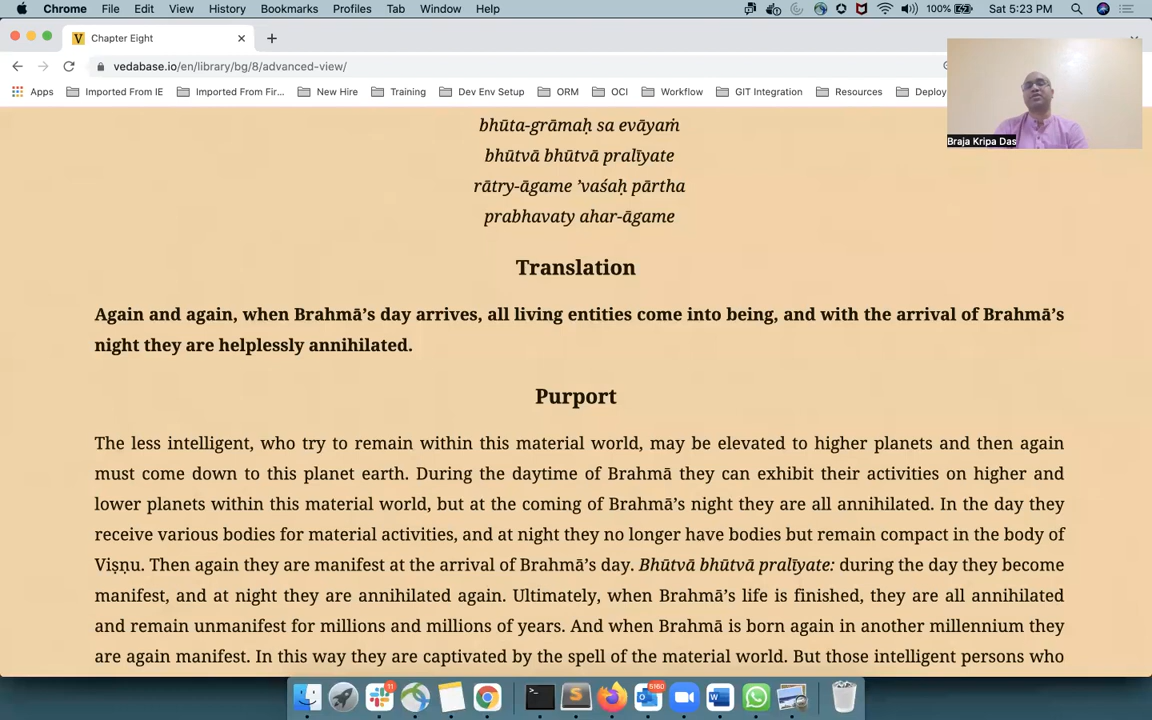 Chrome File Edit View History Bookmarks Profiles Tab Window Help 100% Sat 5:23 PM
V Chapter Eight
vedabase.io/en/library/bg/8/advanced-view/
Apps Imported From IE Imported From Fir... New Hire Training Dev Env Setup ORM OCI Workflow GIT Integration Resources Deploy
Braja Kripa Das
bhūta-grāmaḥ sa evāyaṁ
bhūtvā bhūtvā pralīyate
rātry-āgame ’vaśaḥ pārtha
prabhavaty ahar-āgame
Translation
Again and again, when Brahmā’s day arrives, all living entities come into being, and with the arrival of Brahmā’s
night they are helplessly annihilated.
Purport
The less intelligent, who try to remain within this material world, may be elevated to higher planets and then again
must come down to this planet earth. During the daytime of Brahmā they can exhibit their activities on higher and
lower planets within this material world, but at the coming of Brahmā’s night they are all annihilated. In the day they
receive various bodies for material activities, and at night they no longer have bodies but remain compact in the body of
Viṣṇu. Then again they are manifest at the arrival of Brahmā’s day. Bhūtvā bhūtvā pralīyate: during the day they become
manifest, and at night they are annihilated again. Ultimately, when Brahmā’s life is finished, they are all annihilated
and remain unmanifest for millions and millions of years. And when Brahmā is born again in another millennium they
are again manifest. In this way they are captivated by the spell of the material world. But those intelligent persons who
11
5160